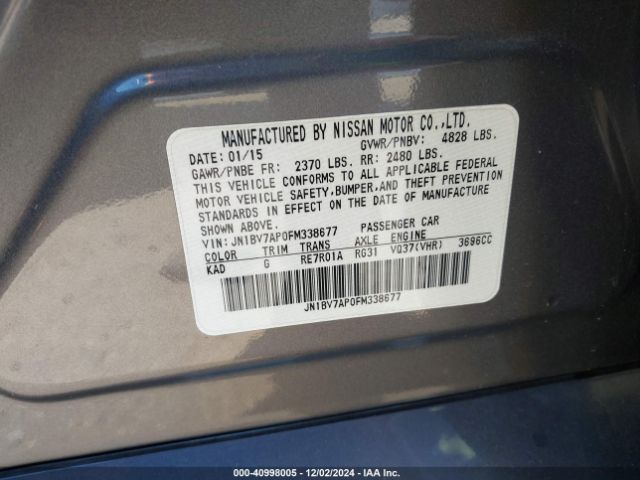 MANUFACTURED BY NISSAN MOTOR CO.,LTD.
DATE: 01/15 GVWR/PNBV: 4828 LBS.
GAWR/PNBE FR: 2370 LBS. RR: 2480 LBS.
THIS VEHICLE CONFORMS TO ALL APPLICABLE FEDERAL
MOTOR VEHICLE SAFETY,BUMPER,AND THEFT PREVENTION
STANDARDS IN EFFECT ON THE DATE OF MANUFACTURE
SHOWN ABOVE.
VIN: JN1BV7AP0FM338677 PASSENGER CAR
COLOR TRIM TRANS AXLE ENGINE
KAD G RE7R01A RG31 VQ37(VHR) 3696CC
JN1BV7AP0FM338677
000-40998005 • 12/02/2024 • IAA Inc.